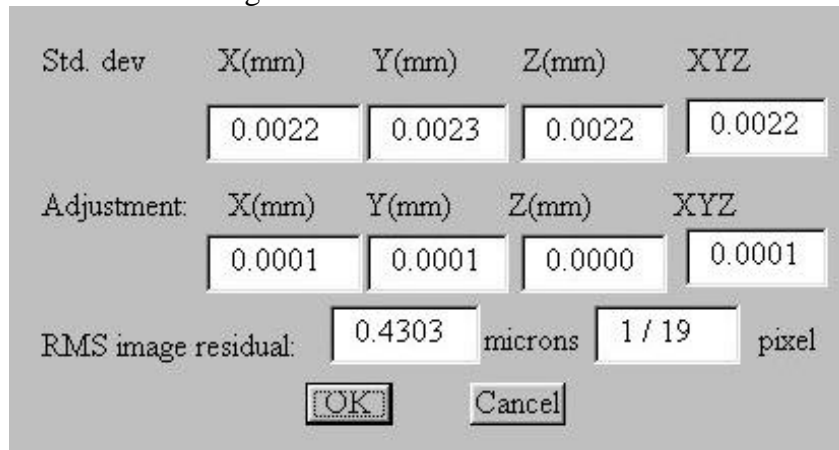 Std. dev X(mm) Y(mm) Z(mm) XYZ
0.0022 0.0023 0.0022 0.0022
Adjustment: X(mm) Y(mm) Z(mm) XYZ
0.0001 0.0001 0.0000 0.0001
RMS image residual: 0.4303 microns 1 / 19 pixel
OK Cancel